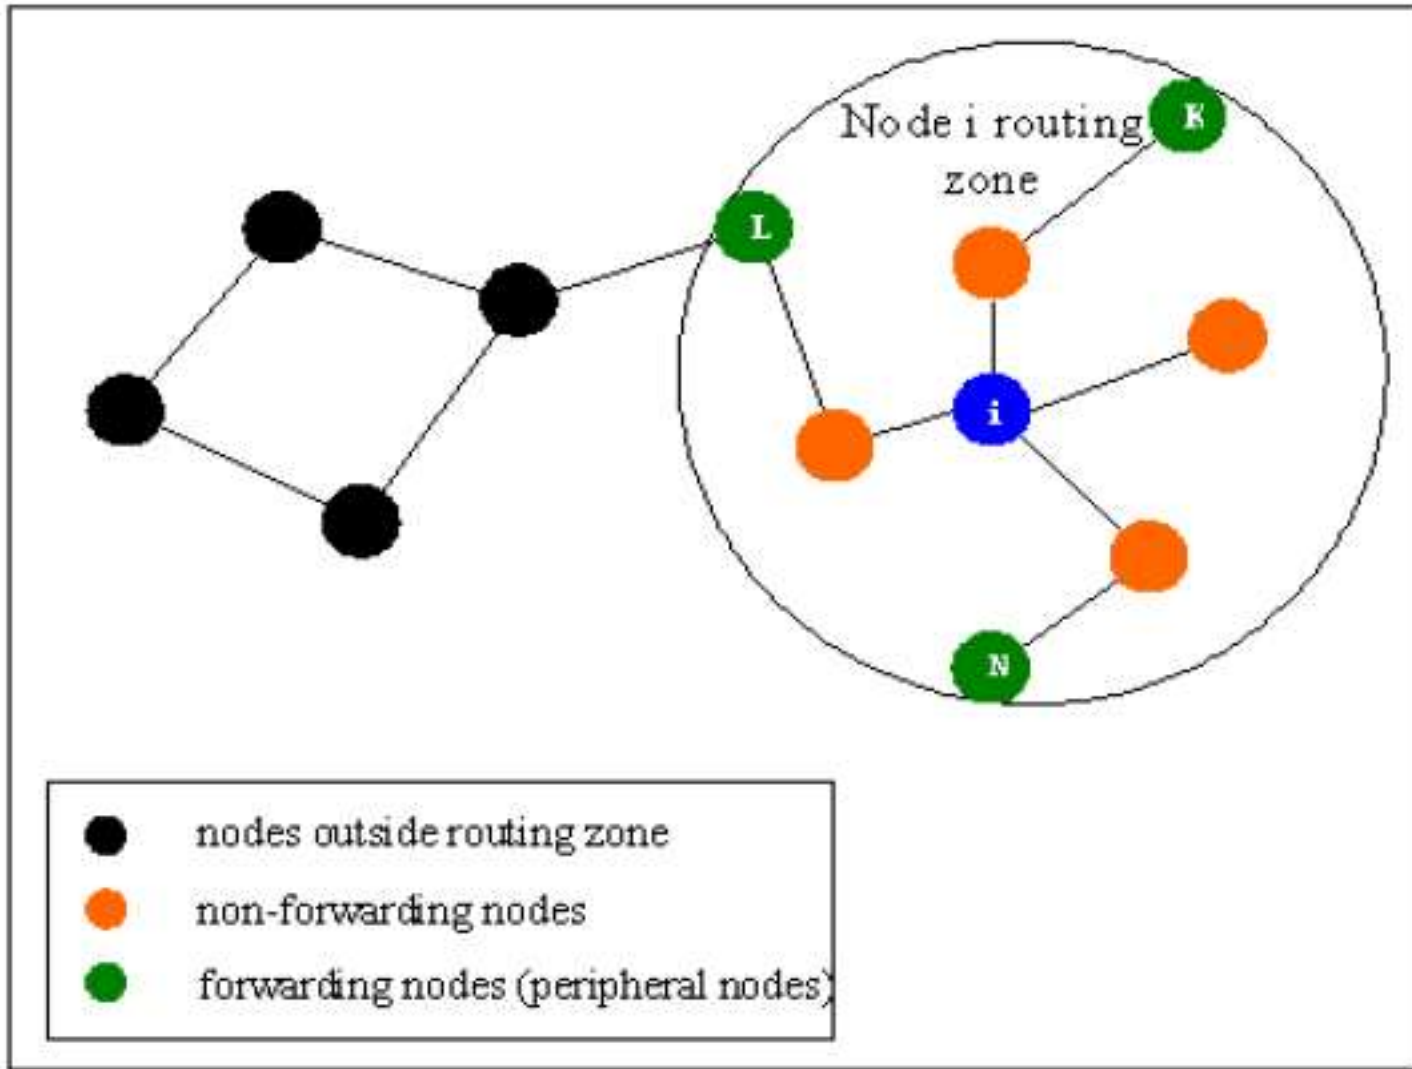 Node i routing
zone
K
L
i
N
nodes outside routing zone
non-forwarding nodes
forwarding nodes (peripheral nodes)